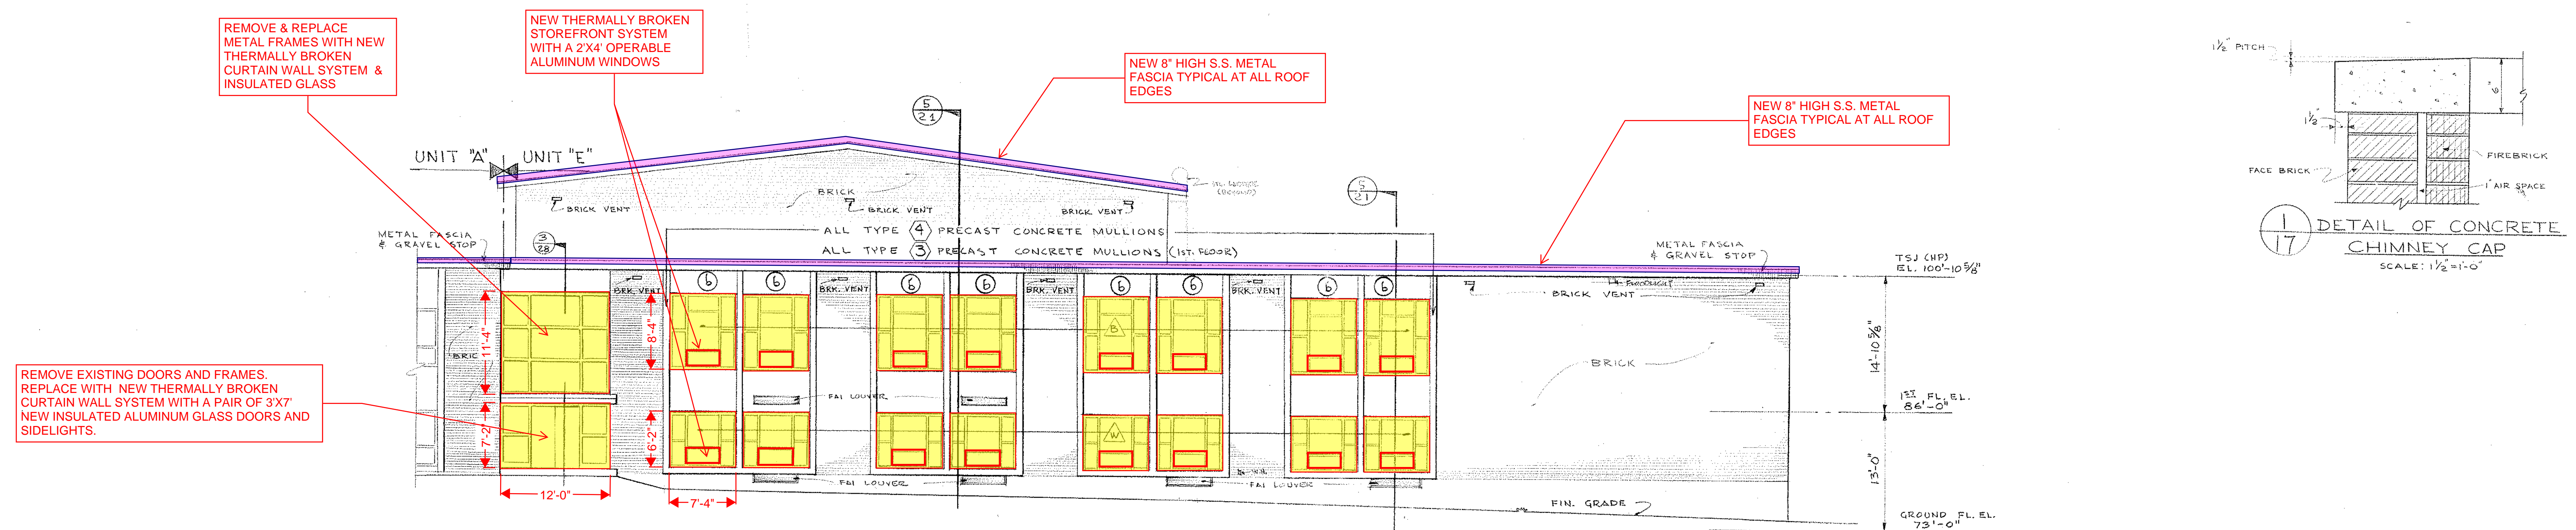 REMOVE & REPLACE
METAL FRAMES WITH NEW
THERMALLY BROKEN
CURTAIN WALL SYSTEM &
INSULATED GLASS
NEW THERMALLY BROKEN
STOREFRONT SYSTEM
WITH A 2'X4' OPERABLE
ALUMINUM WINDOWS
NEW 8" HIGH S.S. METAL
FASCIA TYPICAL AT ALL ROOF
EDGES
NEW 8" HIGH S.S. METAL
FASCIA TYPICAL AT ALL ROOF
EDGES
1½" PITCH
6"
1½"
FIREBRICK
FACE BRICK
1" AIR SPACE
1
17
DETAIL OF CONCRETE
CHIMNEY CAP
SCALE: 1½"=1'-0"
5
21
UNIT "A"
UNIT "E"
BRICK
BRICK VENT
BRICK VENT
BRICK VENT
5
21
ALL TYPE 4 PRECAST CONCRETE MULLIONS
ALL TYPE 3 PRECAST CONCRETE MULLIONS (1ST. FLOOR)
METAL FASCIA
& GRAVEL STOP
3
28
METAL FASCIA
& GRAVEL STOP
TSJ (HP)
EL. 100'-10⅝"
6
6
6
6
6
6
6
6
BRK. VENT
BRK. VENT
BRK. VENT
BRK. VENT
FLOODLIGHT
BRICK VENT
11'-4"
8'-4"
B
BRIC
BRICK
14'-10⅝"
REMOVE EXISTING DOORS AND FRAMES.
REPLACE WITH NEW THERMALLY BROKEN
CURTAIN WALL SYSTEM WITH A PAIR OF 3'X7'
NEW INSULATED ALUMINUM GLASS DOORS AND
SIDELIGHTS.
FAI LOUVER
1ST FL. EL.
86'-0"
7'-2"
6'-2"
W
13'-0"
FAI LOUVER
FAI LOUVER
12'-0"
7'-4"
FIN. GRADE
GROUND FL. EL.
73'-0"